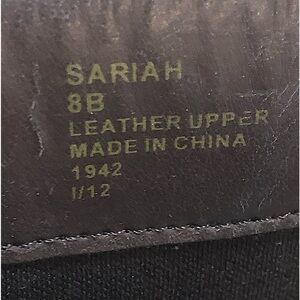 SARIAH
8B
LEATHER UPPER
MADE IN CHINA
1942
I/12